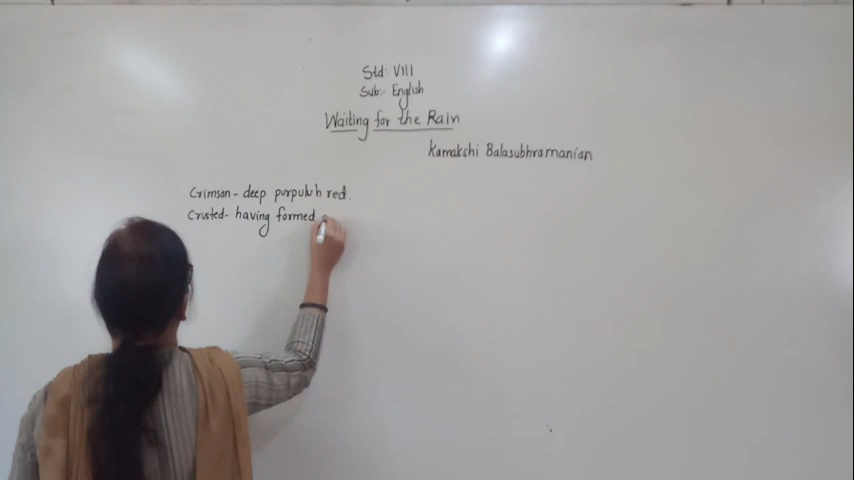 Std: VIII
Sub:- English
Waiting for the Rain
Kamakshi Balasubhramanian
Crimson - deep purpulish red.
Crusted - having formed